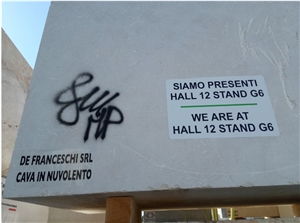 SIAMO PRESENTI
HALL 12 STAND G6
WE ARE AT
HALL 12 STAND G6
DE FRANCESCHI SRL
CAVA IN NUVOLENTO